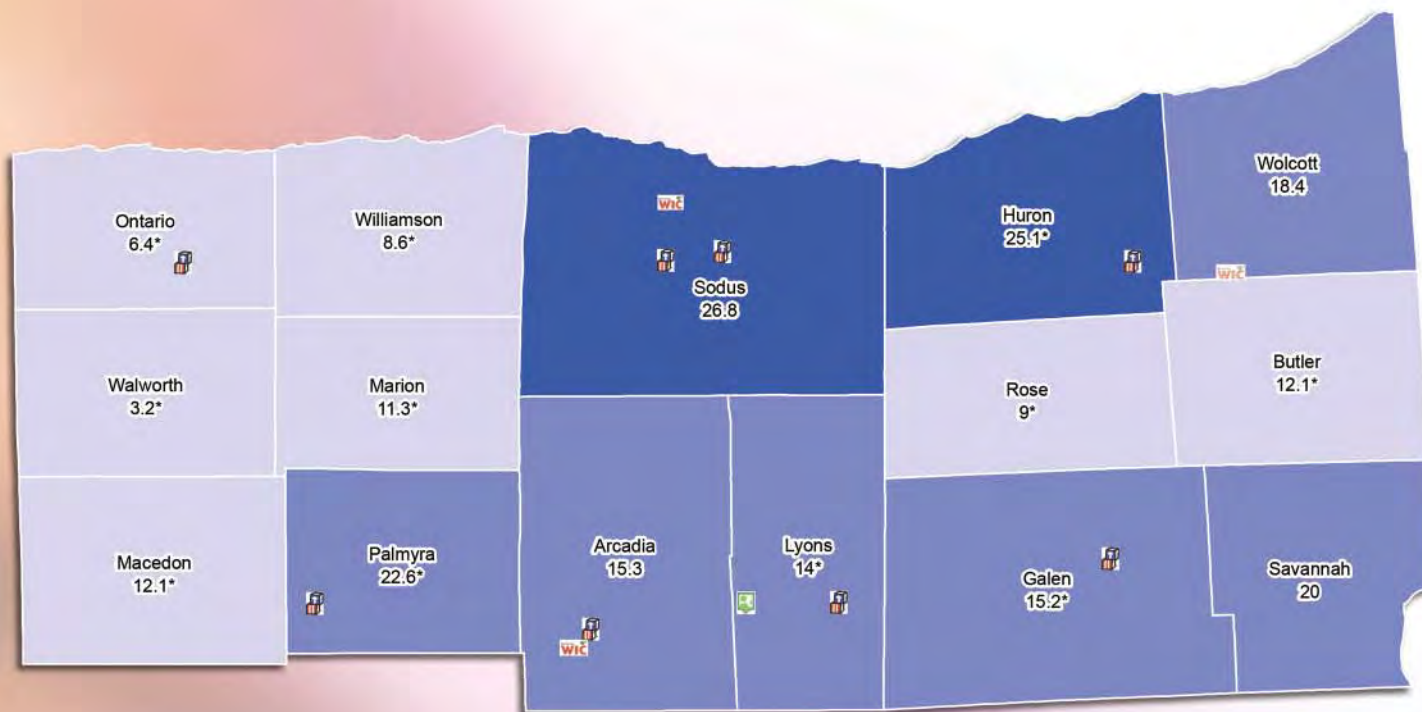 Ontario
6.4*
Williamson
8.6*
WIC
Sodus
26.8
Huron
25.1*
Wolcott
18.4
WIC
Walworth
3.2*
Marion
11.3*
Rose
9*
Butler
12.1*
Macedon
12.1*
Palmyra
22.6*
Arcadia
15.3
WIC
Lyons
14*
Galen
15.2*
Savannah
20